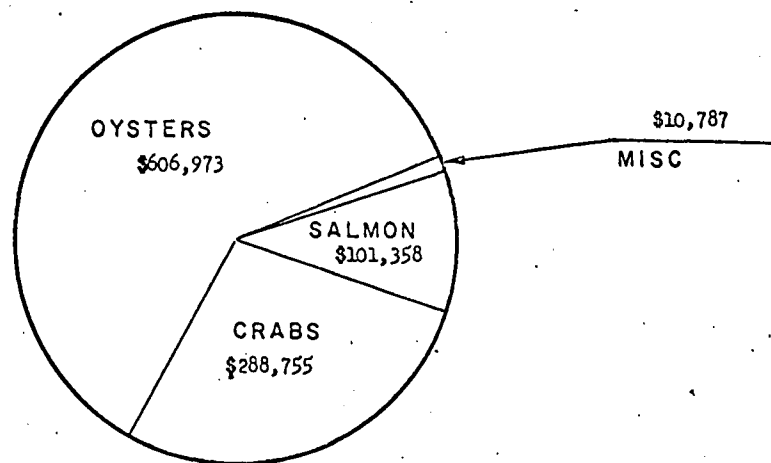 OYSTERS
$606,973
$10,787
MISC
SALMON
$101,358
CRABS
$288,755